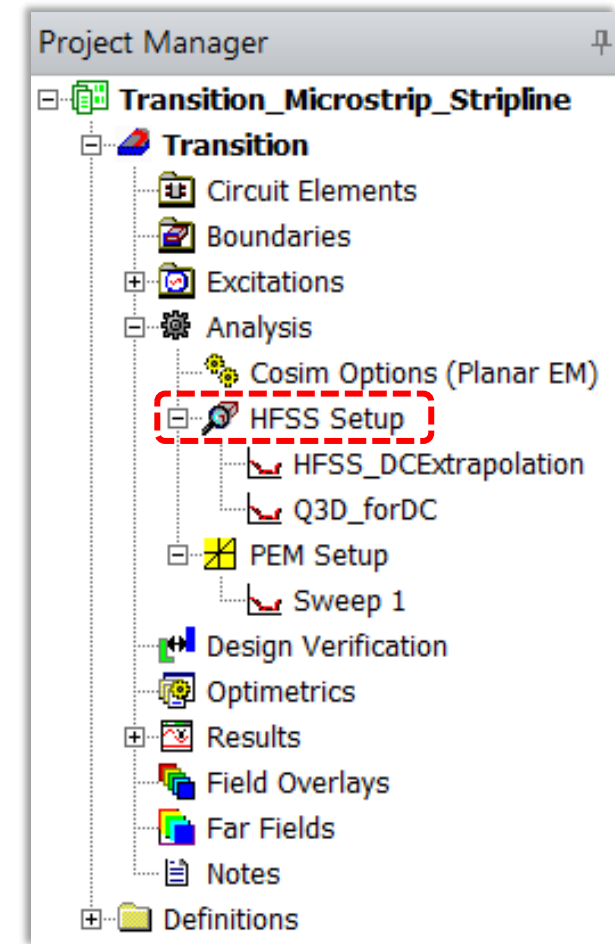 Project Manager
Transition_Microstrip_Stripline
Transition
Circuit Elements
Boundaries
Excitations
Analysis
Cosim Options (Planar EM)
HFSS Setup
HFSS_DCExtrapolation
Q3D_forDC
PEM Setup
Sweep 1
Design Verification
Optimetrics
Results
Field Overlays
Far Fields
Notes
Definitions